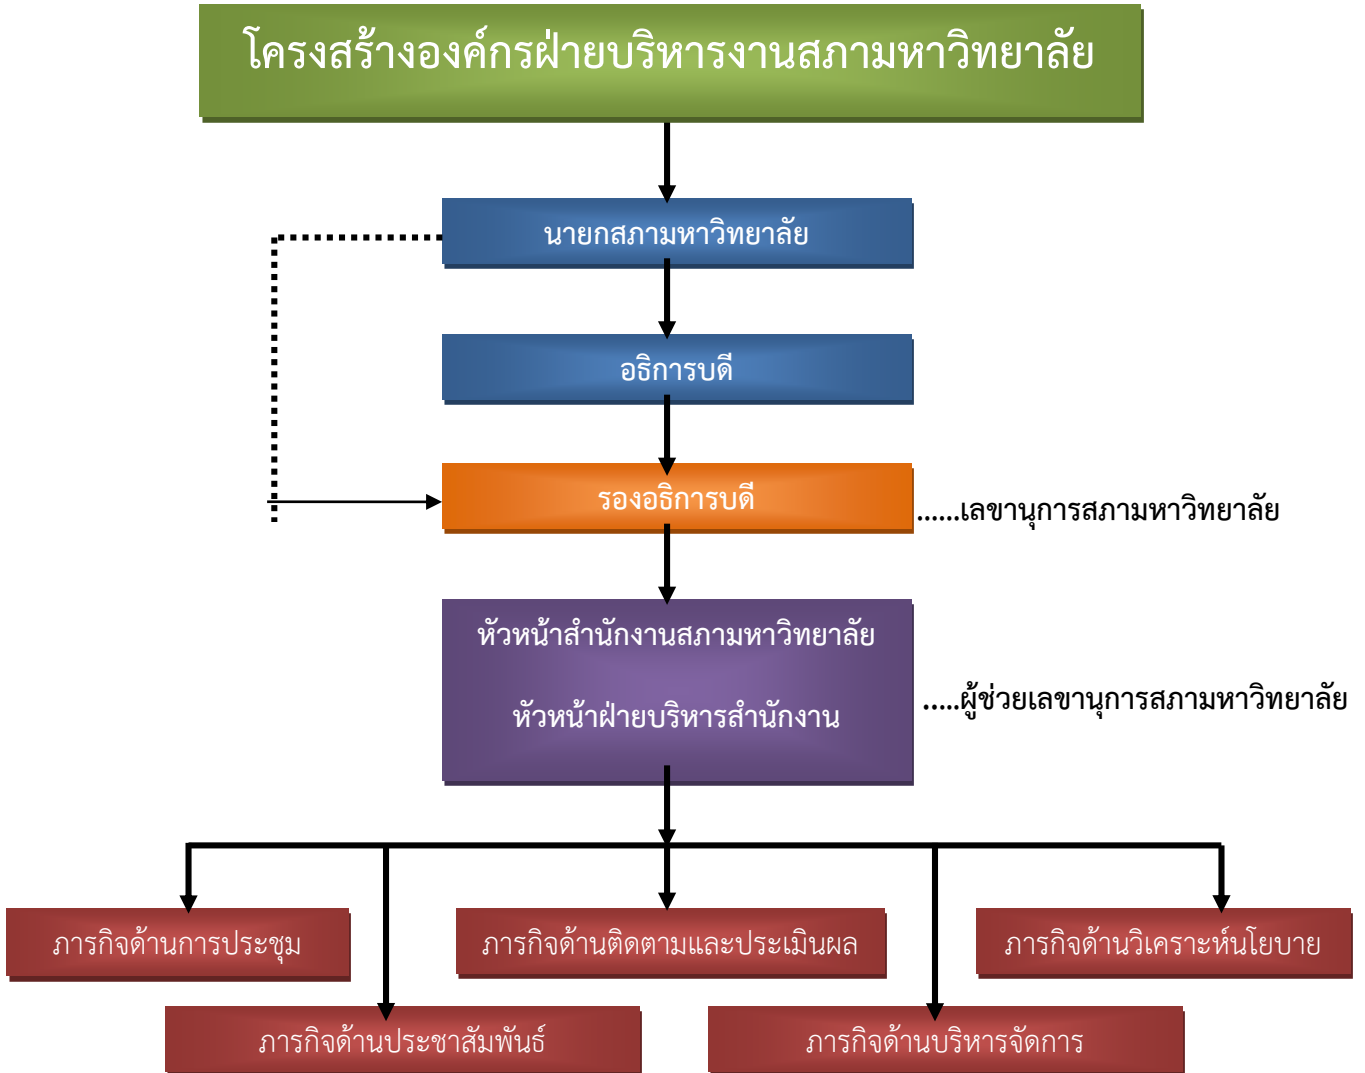 โครงสร้างองค์กรฝ่ายบริหารงานสภามหาวิทยาลัย
นายกสภามหาวิทยาลัย
อธิการบดี
รองอธิการบดี
......เลขานุการสภามหาวิทยาลัย
หัวหน้าสำนักงานสภามหาวิทยาลัย
หัวหน้าฝ่ายบริหารสำนักงาน
.....ผู้ช่วยเลขานุการสภามหาวิทยาลัย
ภารกิจด้านการประชุม
ภารกิจด้านติดตามและประเมินผล
ภารกิจด้านวิเคราะห์นโยบาย
ภารกิจด้านประชาสัมพันธ์
ภารกิจด้านบริหารจัดการ